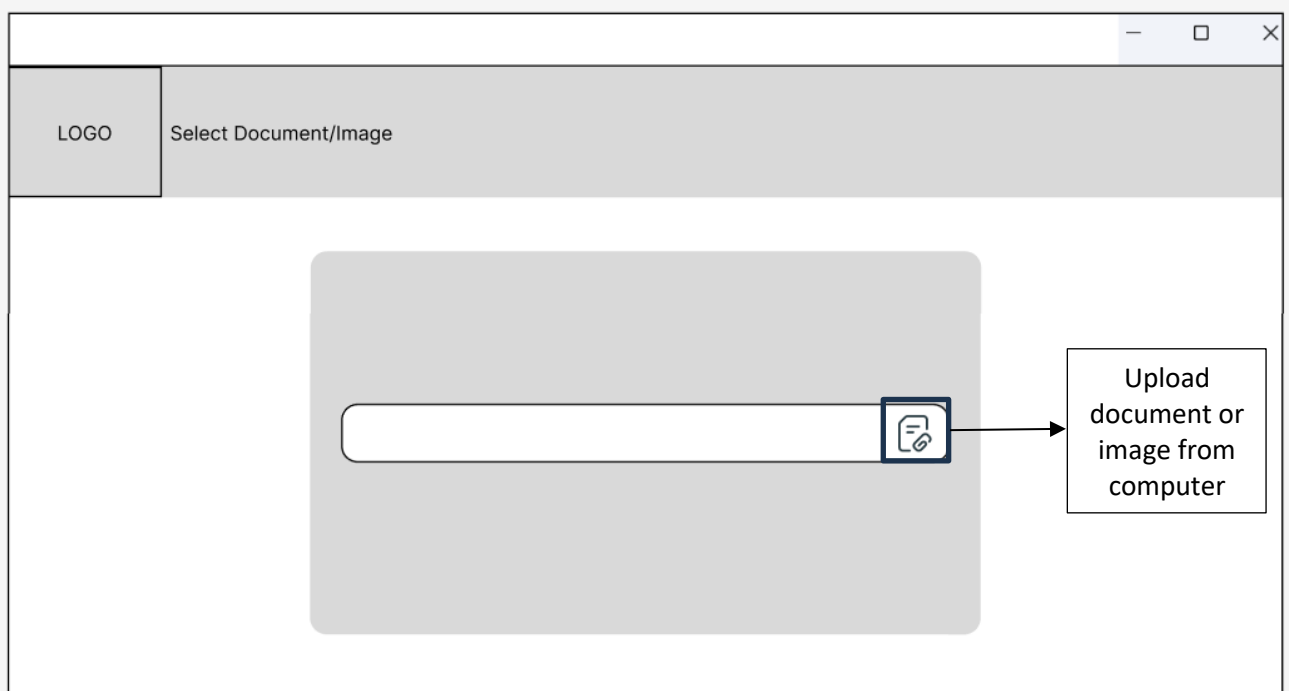 LOGO
Select Document/Image
Upload
document or
image from
computer